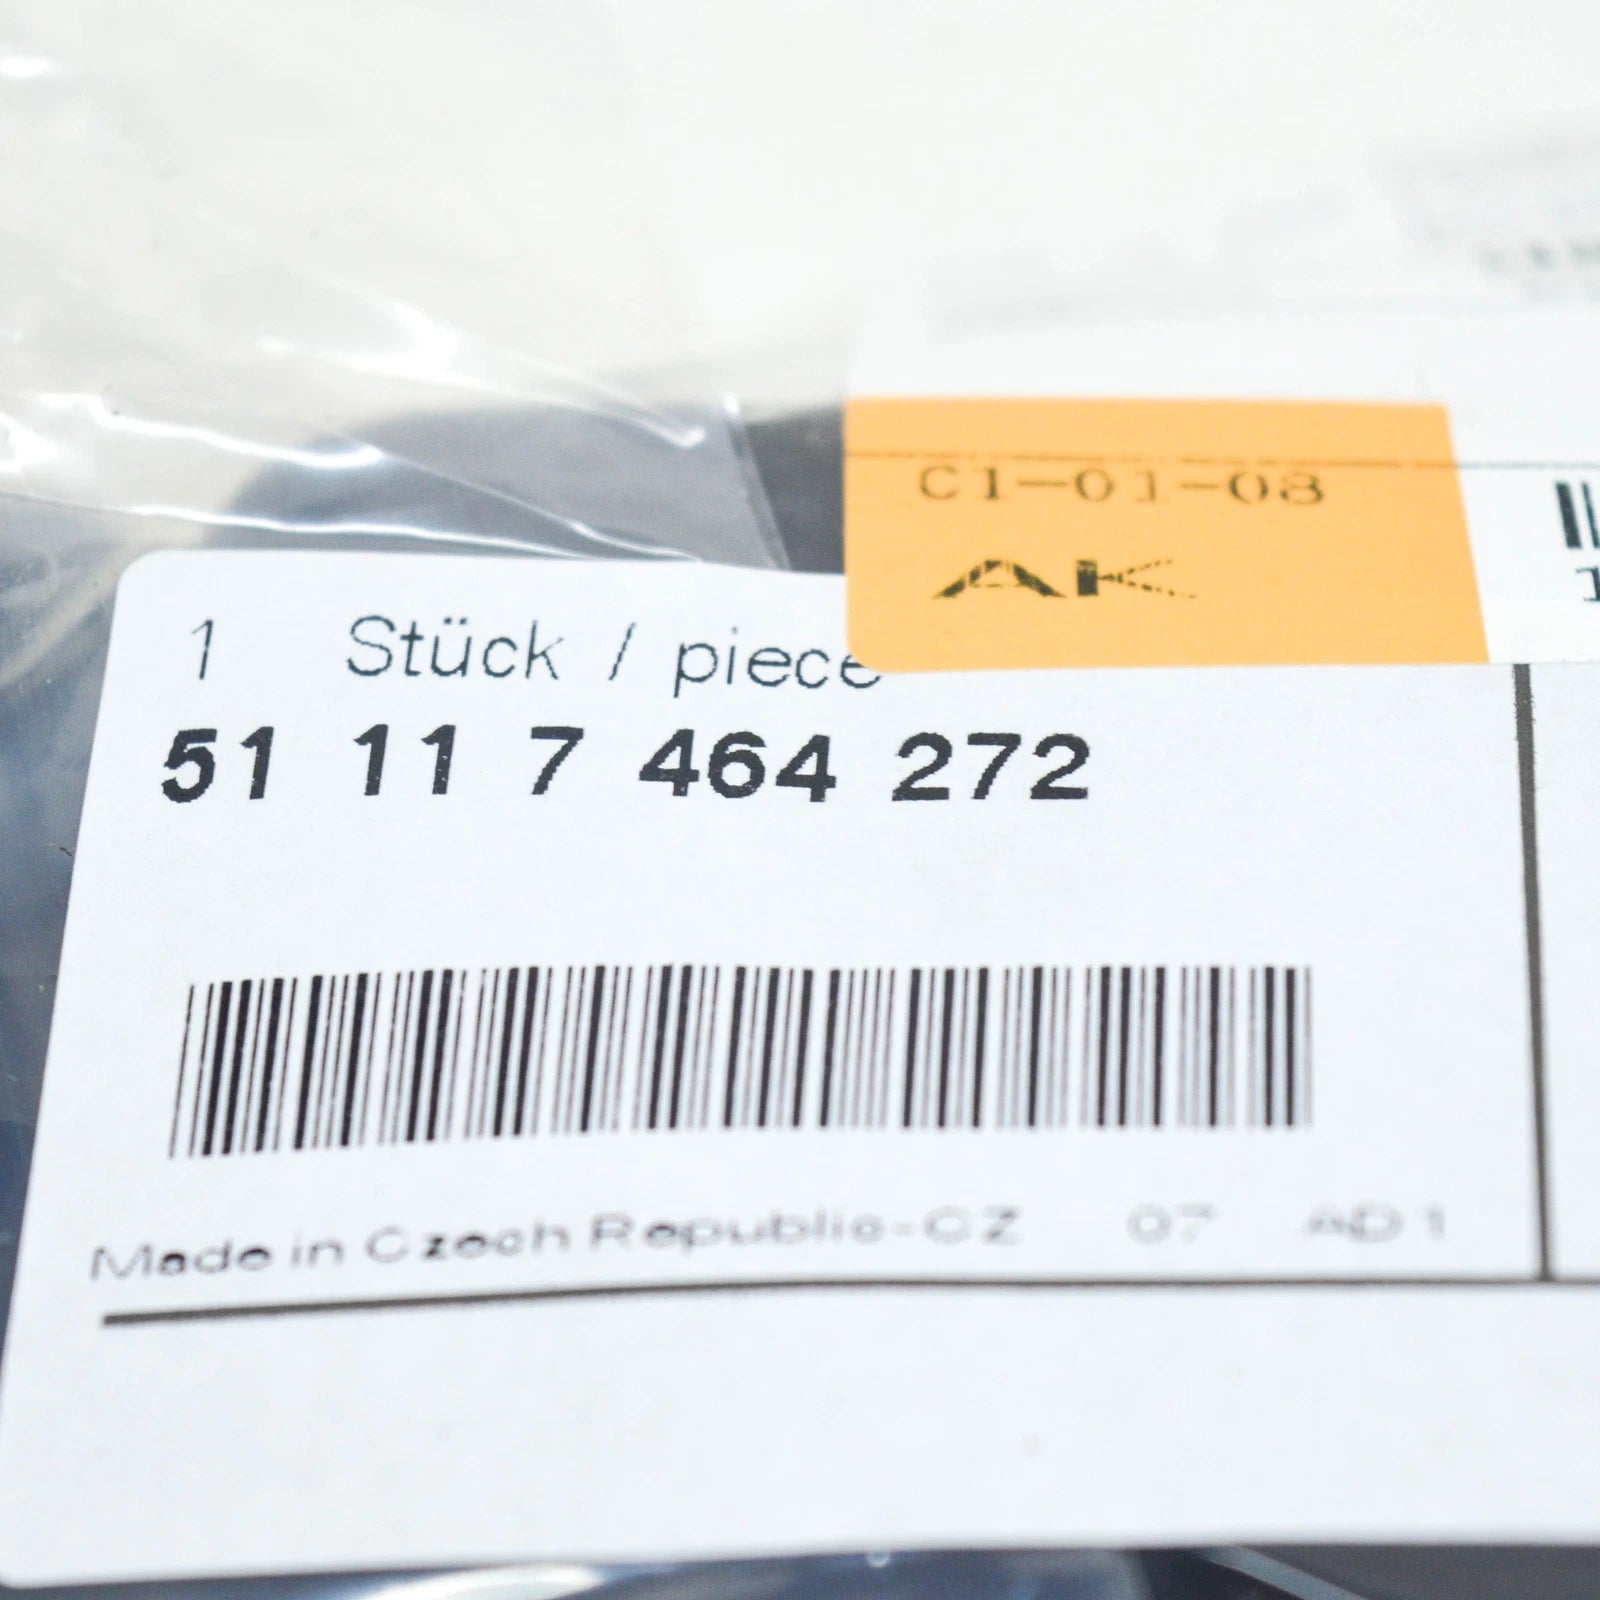 C1-01-08
AK
1 Stück / piece
51 11 7 464 272
Made in Czech Republic-CZ 07 AD1